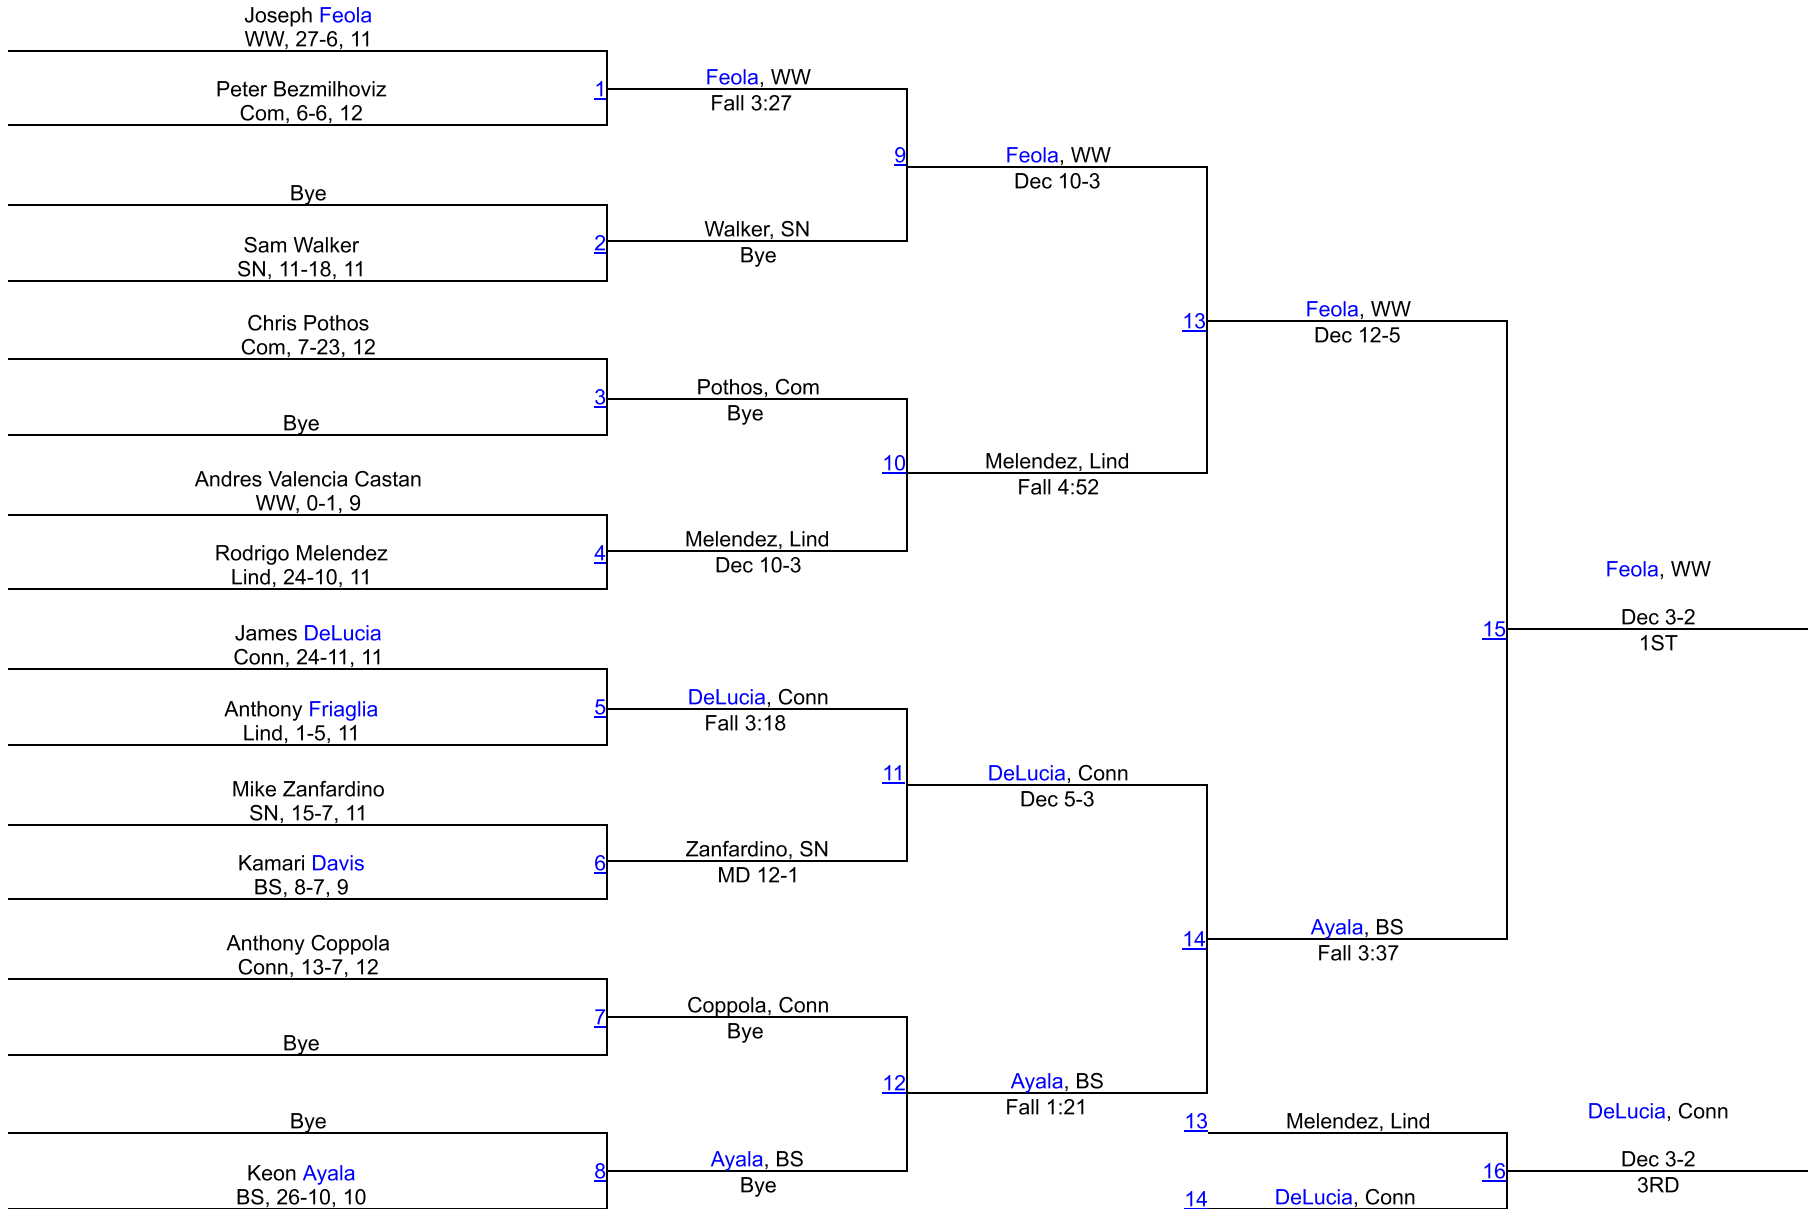 Joseph Feola
WW, 27-6, 11
Peter Bezmilhoviz
Com, 6-6, 12
1
Feola, WW
Fall 3:27
Bye
Sam Walker
SN, 11-18, 11
2
Walker, SN
Bye
9
Feola, WW
Dec 10-3
Chris Pothos
Com, 7-23, 12
Bye
3
Pothos, Com
Bye
Andres Valencia Castan
WW, 0-1, 9
Rodrigo Melendez
Lind, 24-10, 11
4
Melendez, Lind
Dec 10-3
10
Melendez, Lind
Fall 4:52
13
Feola, WW
Dec 12-5
James DeLucia
Conn, 24-11, 11
Anthony Friaglia
Lind, 1-5, 11
5
DeLucia, Conn
Fall 3:18
Mike Zanfardino
SN, 15-7, 11
Kamari Davis
BS, 8-7, 9
6
Zanfardino, SN
MD 12-1
11
DeLucia, Conn
Dec 5-3
Anthony Coppola
Conn, 13-7, 12
Bye
7
Coppola, Conn
Bye
Bye
Keon Ayala
BS, 26-10, 10
8
Ayala, BS
Bye
12
Ayala, BS
Fall 1:21
14
Ayala, BS
Fall 3:37
15
Feola, WW
Dec 3-2
1ST
13
Melendez, Lind
14
DeLucia, Conn
16
DeLucia, Conn
Dec 3-2
3RD